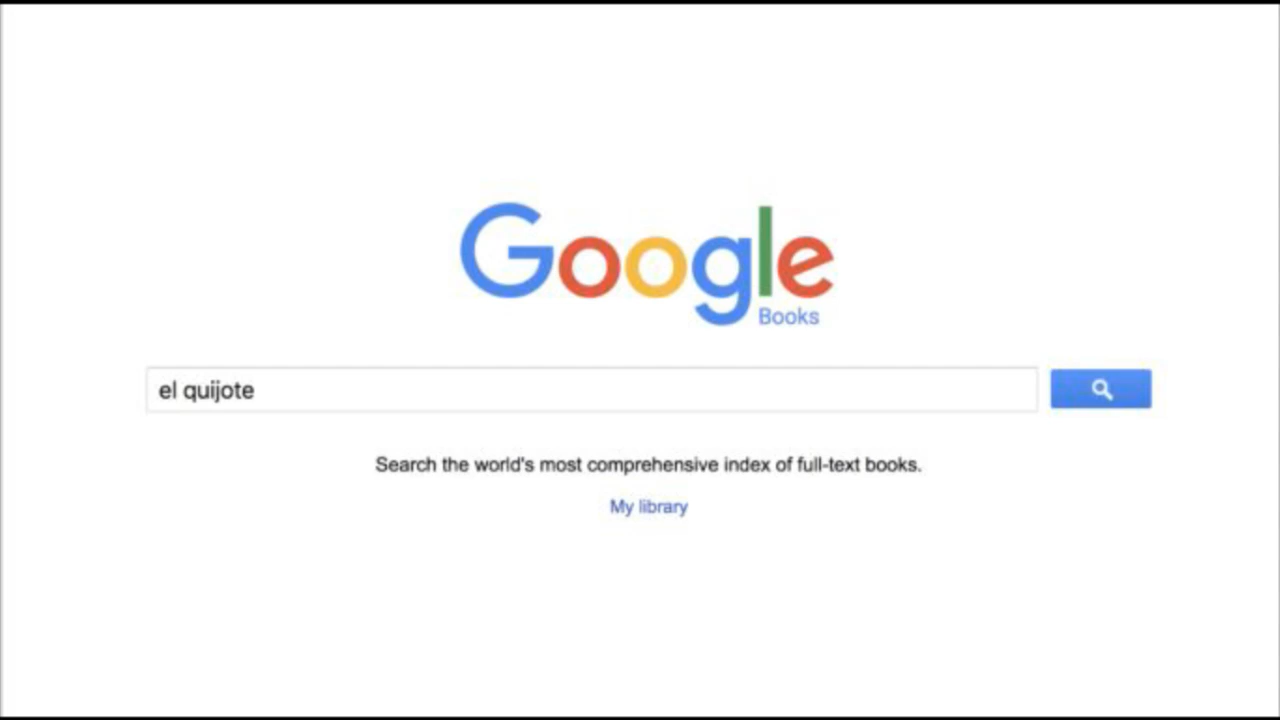 Google
Books
el quijote
Search the world's most comprehensive index of full-text books.
My library